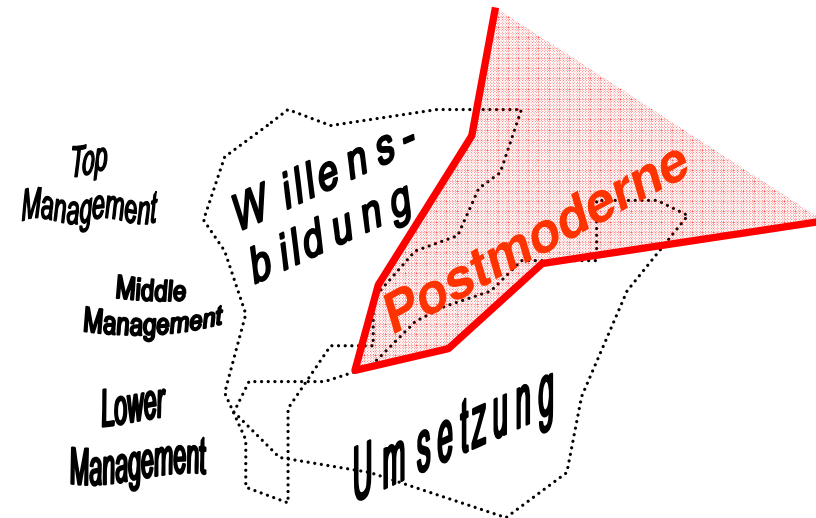 Top
Management
Middle
Management
Lower
Management
Willens-
bildung
Postmoderne
Umsetzung